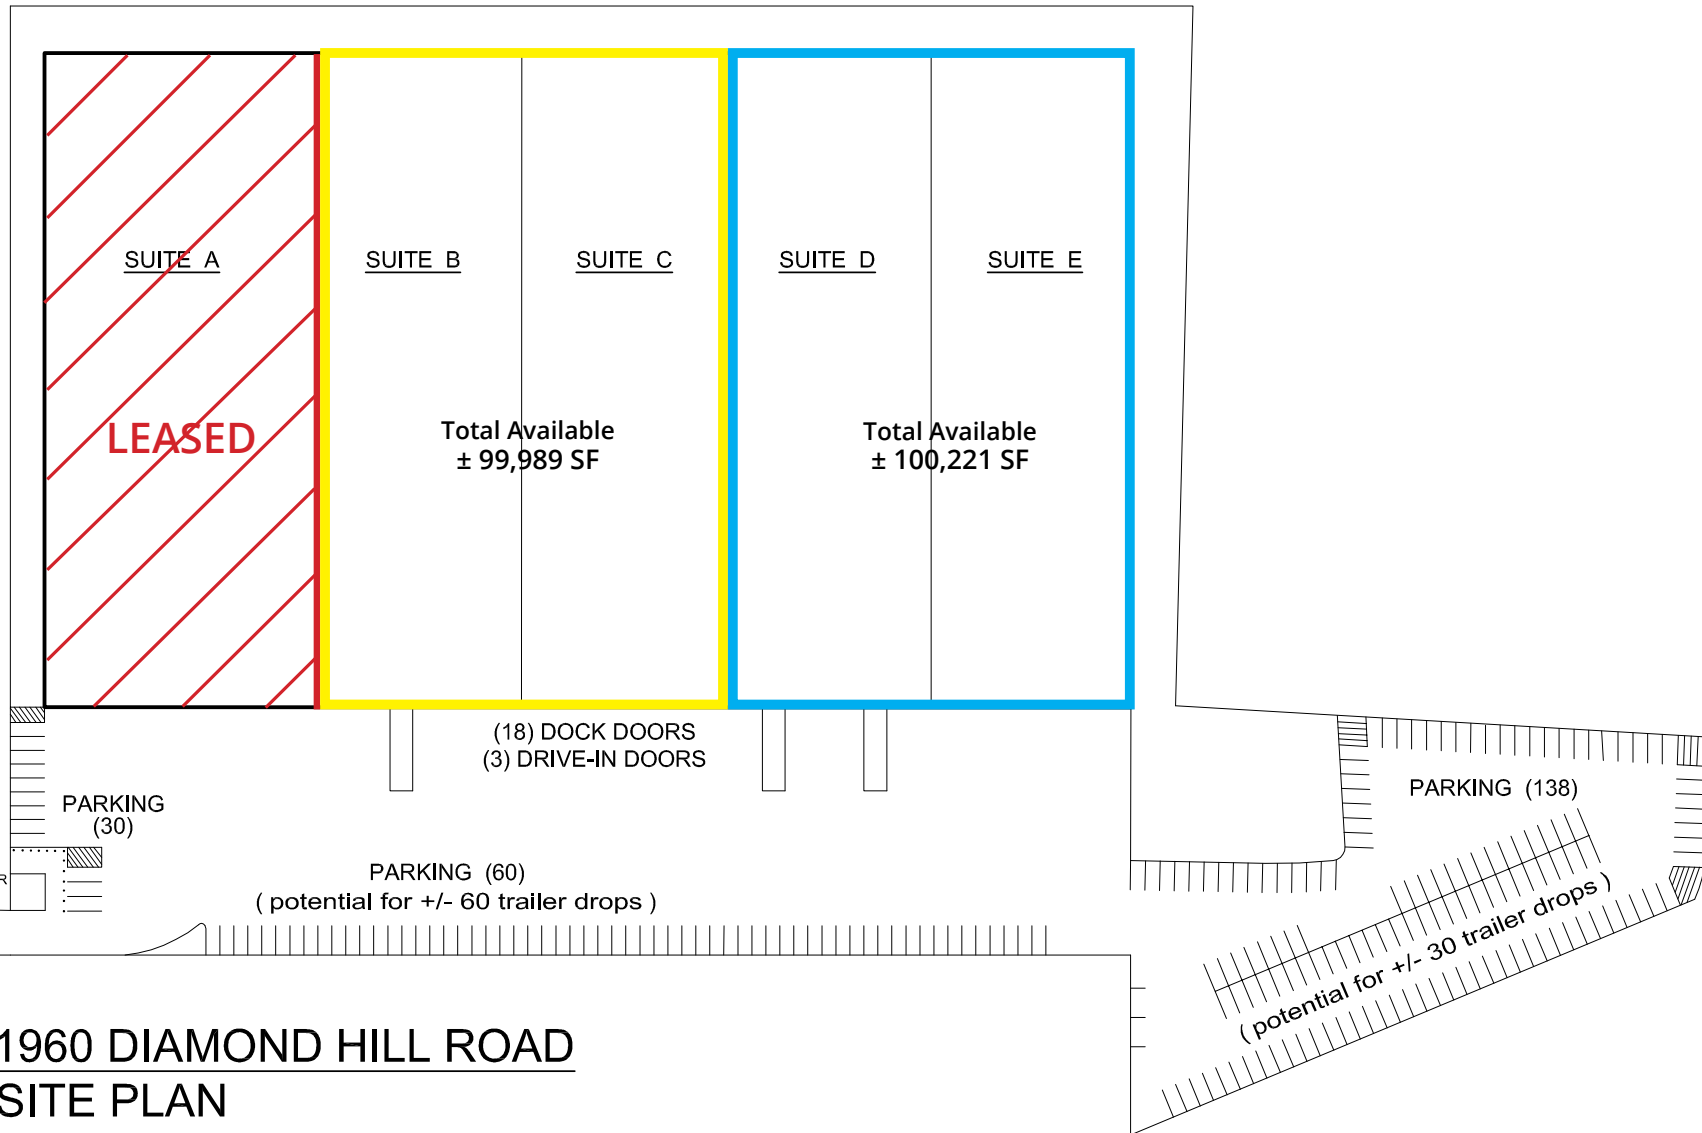 SUITE A
SUITE B
SUITE C
SUITE D
SUITE E
LEASED
Total Available
± 99,989 SF
Total Available
± 100,221 SF
(18) DOCK DOORS
(3) DRIVE-IN DOORS
PARKING
(30)
PARKING (138)
PARKING (60)
( potential for +/- 60 trailer drops )
( potential for +/- 30 trailer drops )
R
1960 DIAMOND HILL ROAD
SITE PLAN